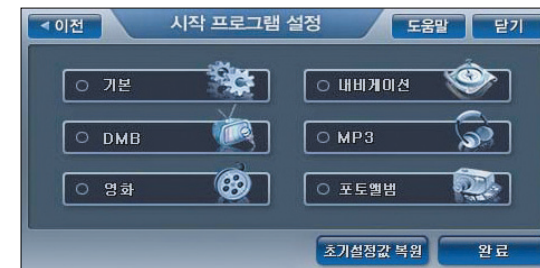 ◄이전 시작 프로그램 설정 도움말 닫기
기본 내비게이션
DMB MP3
영화 포토앨범
초기설정값 복원 완료